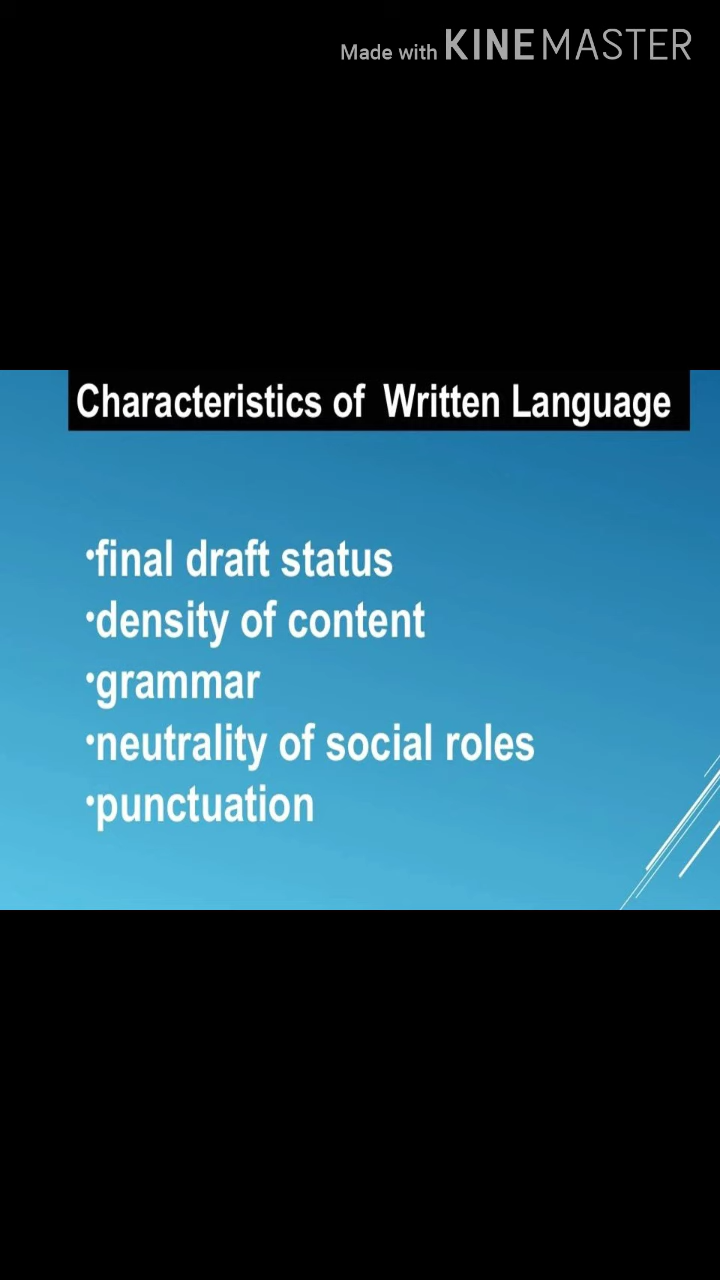 Made with KINEMASTER
Characteristics of Written Language
•final draft status
•density of content
•grammar
•neutrality of social roles
•punctuation